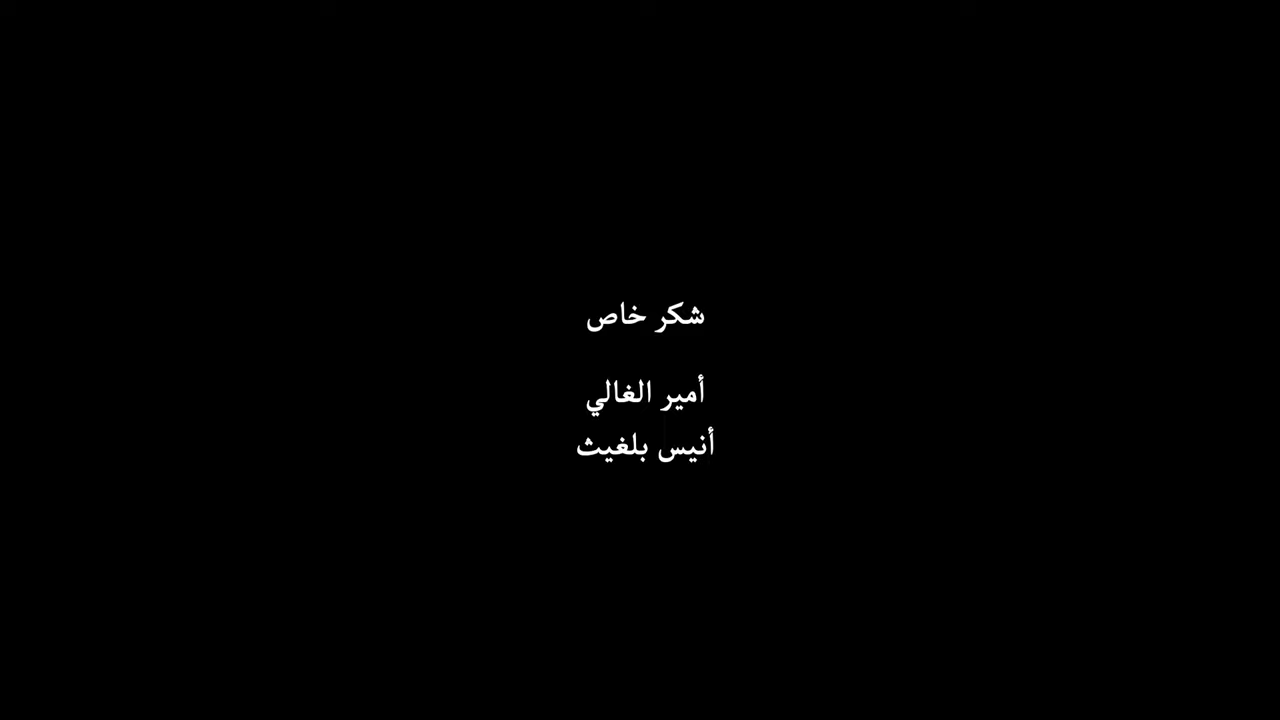 شكر خاص
أمير الغالي
أنيس بلغيث